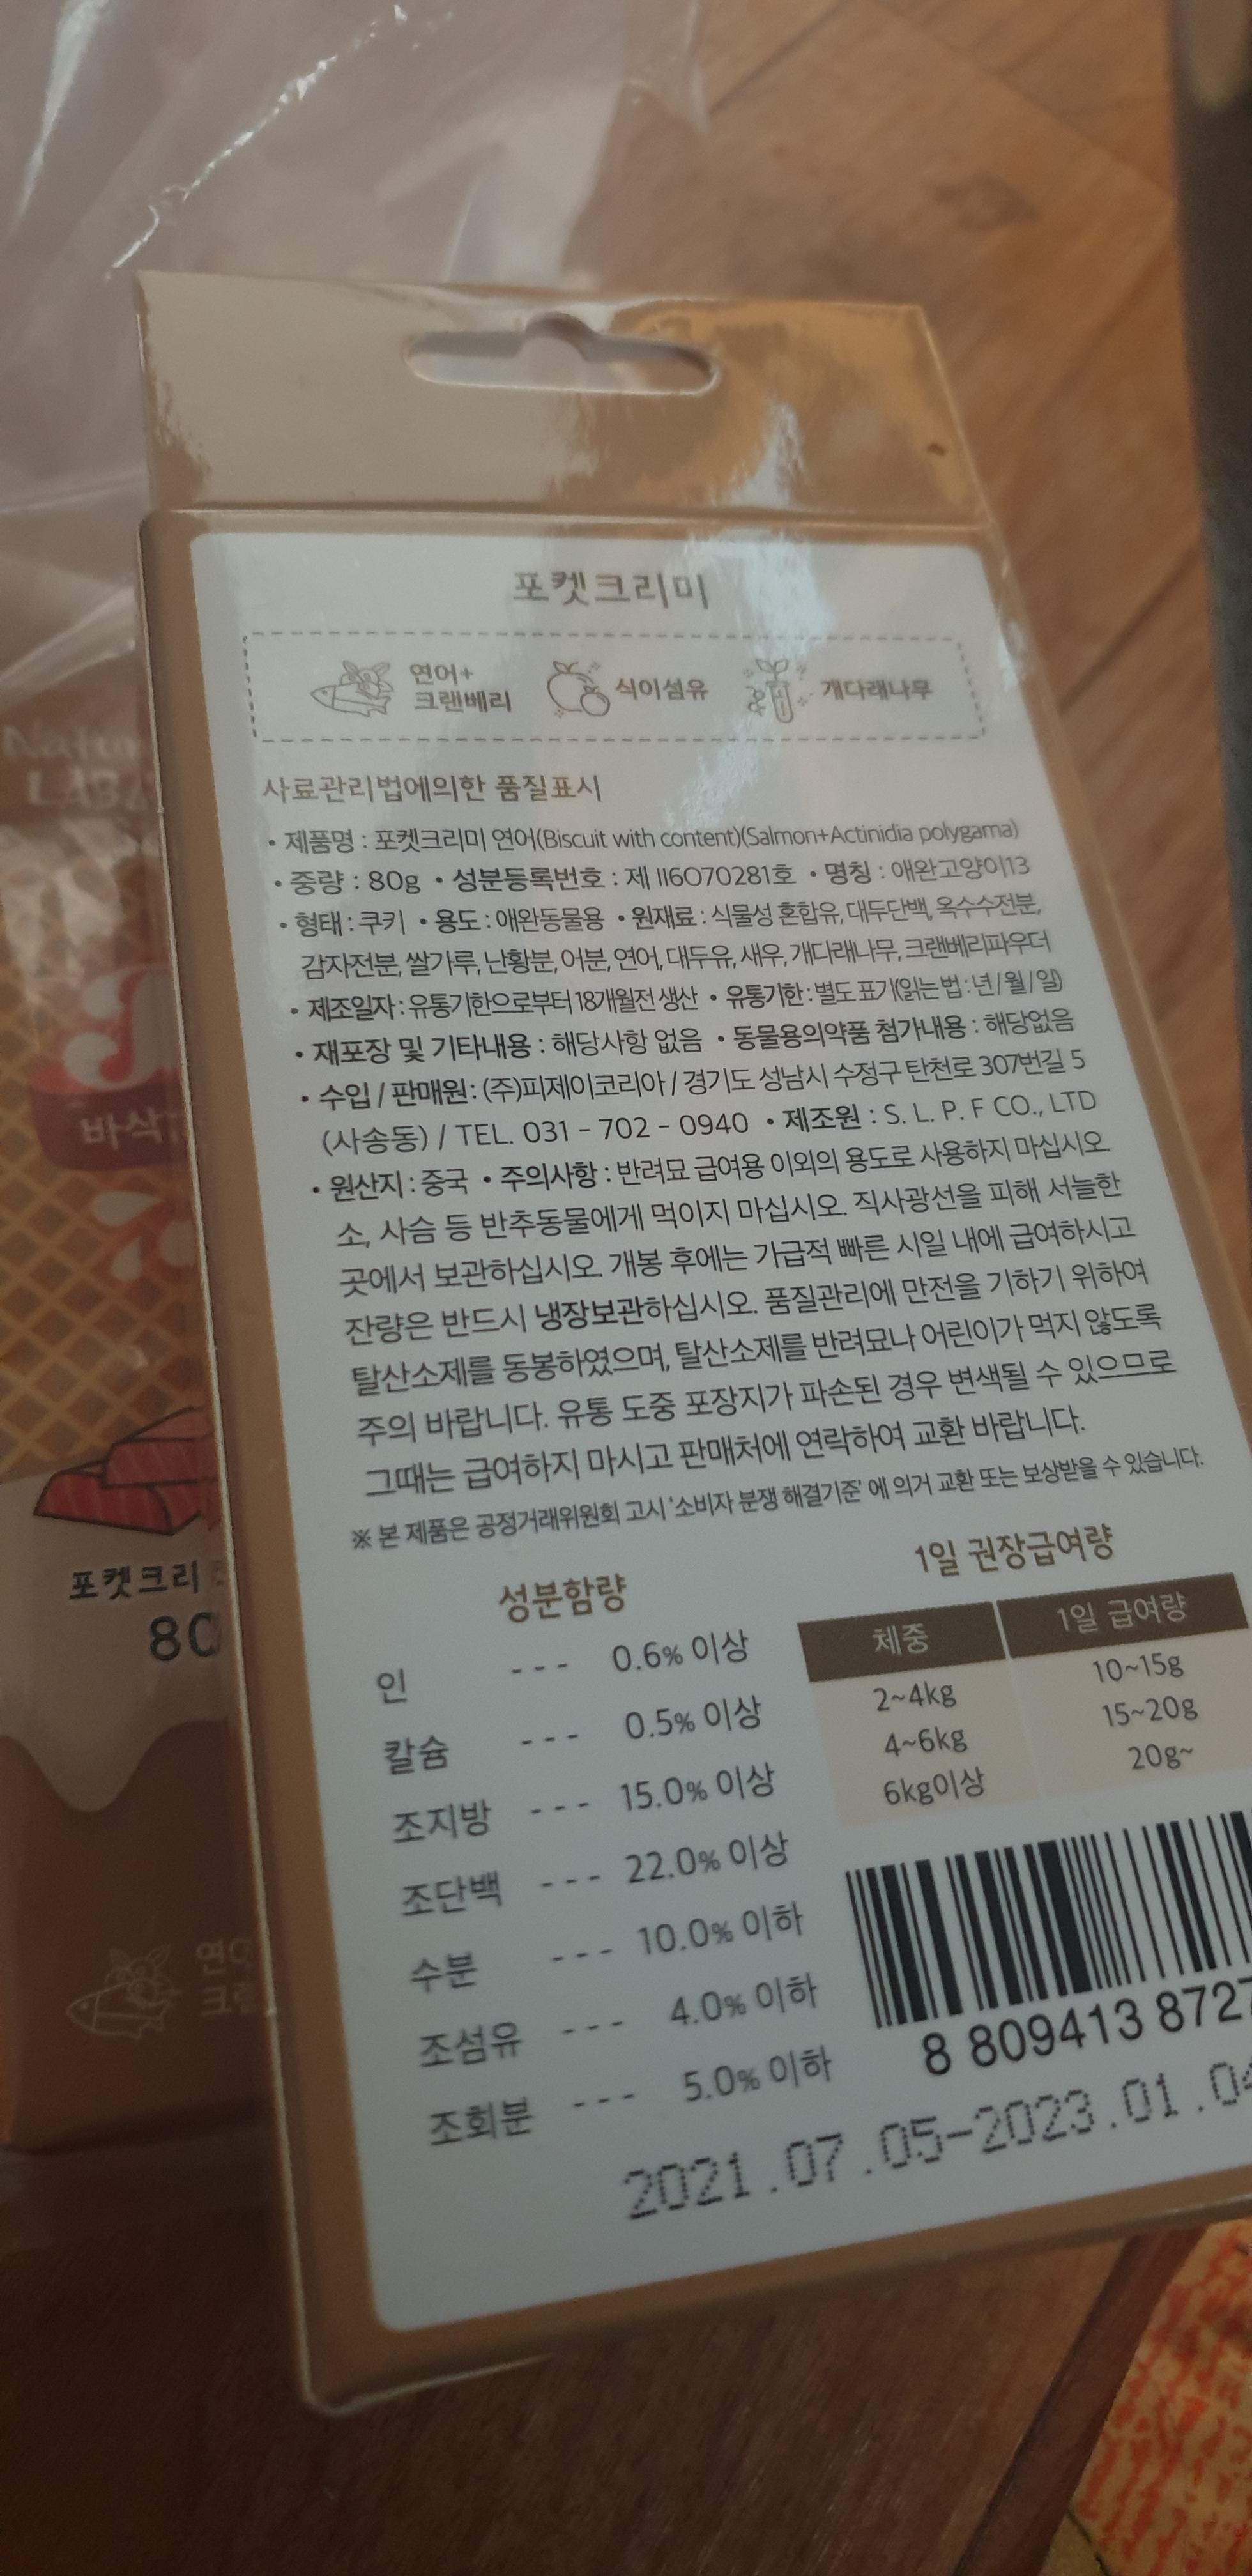 포켓크리미
연어+
크랜베리
식이섬유
개다래나무
사료관리법에의한 품질표시
• 제품명 : 포켓크리미 연어(Biscuit with content)(Salmon+Actinidia polygama)
• 중량 : 80g • 성분등록번호 : 제 II6O70281호 • 명칭 : 애완고양이13
• 형태 : 쿠키 • 용도 : 애완동물용 • 원재료 : 식물성 혼합유, 대두단백, 옥수수전분,
감자전분, 쌀가루, 난황분, 어분, 연어, 대두유, 새우, 개다래나무, 크랜베리파우더
• 제조일자 : 유통기한으로부터 18개월전 생산 • 유통기한 : 별도 표기(읽는 법 : 년 / 월 / 일)
• 재포장 및 기타내용 : 해당사항 없음 • 동물용의약품 첨가내용 : 해당없음
• 수입 / 판매원 : (주)피제이코리아 / 경기도 성남시 수정구 탄천로 307번길 5
(사송동) / TEL. 031 - 702 - 0940 • 제조원 : S. L. P. F CO., LTD
• 원산지 : 중국 • 주의사항 : 반려묘 급여용 이외의 용도로 사용하지 마십시오.
소, 사슴 등 반추동물에게 먹이지 마십시오. 직사광선을 피해 서늘한
곳에서 보관하십시오. 개봉 후에는 가급적 빠른 시일 내에 급여하시고
잔량은 반드시 냉장보관하십시오. 품질관리에 만전을 기하기 위하여
탈산소제를 동봉하였으며, 탈산소제를 반려묘나 어린이가 먹지 않도록
주의 바랍니다. 유통 도중 포장지가 파손된 경우 변색될 수 있으므로
그때는 급여하지 마시고 판매처에 연락하여 교환 바랍니다.
※ 본 제품은 공정거래위원회 고시 '소비자 분쟁 해결기준' 에 의거 교환 또는 보상받을 수 있습니다.
성분함량
인 --- 0.6% 이상
칼슘 --- 0.5% 이상
조지방 --- 15.0% 이상
조단백 --- 22.0% 이상
수분 --- 10.0% 이하
조섬유 --- 4.0% 이하
조회분 --- 5.0% 이하
1일 권장급여량
체중 1일 급여량
2~4kg 10~15g
4~6kg 15~20g
6kg이상 20g~
8 809413 8727
2021.07.05-2023.01.04
Natur
LAB
바삭
포켓크리
80
연어
크랜